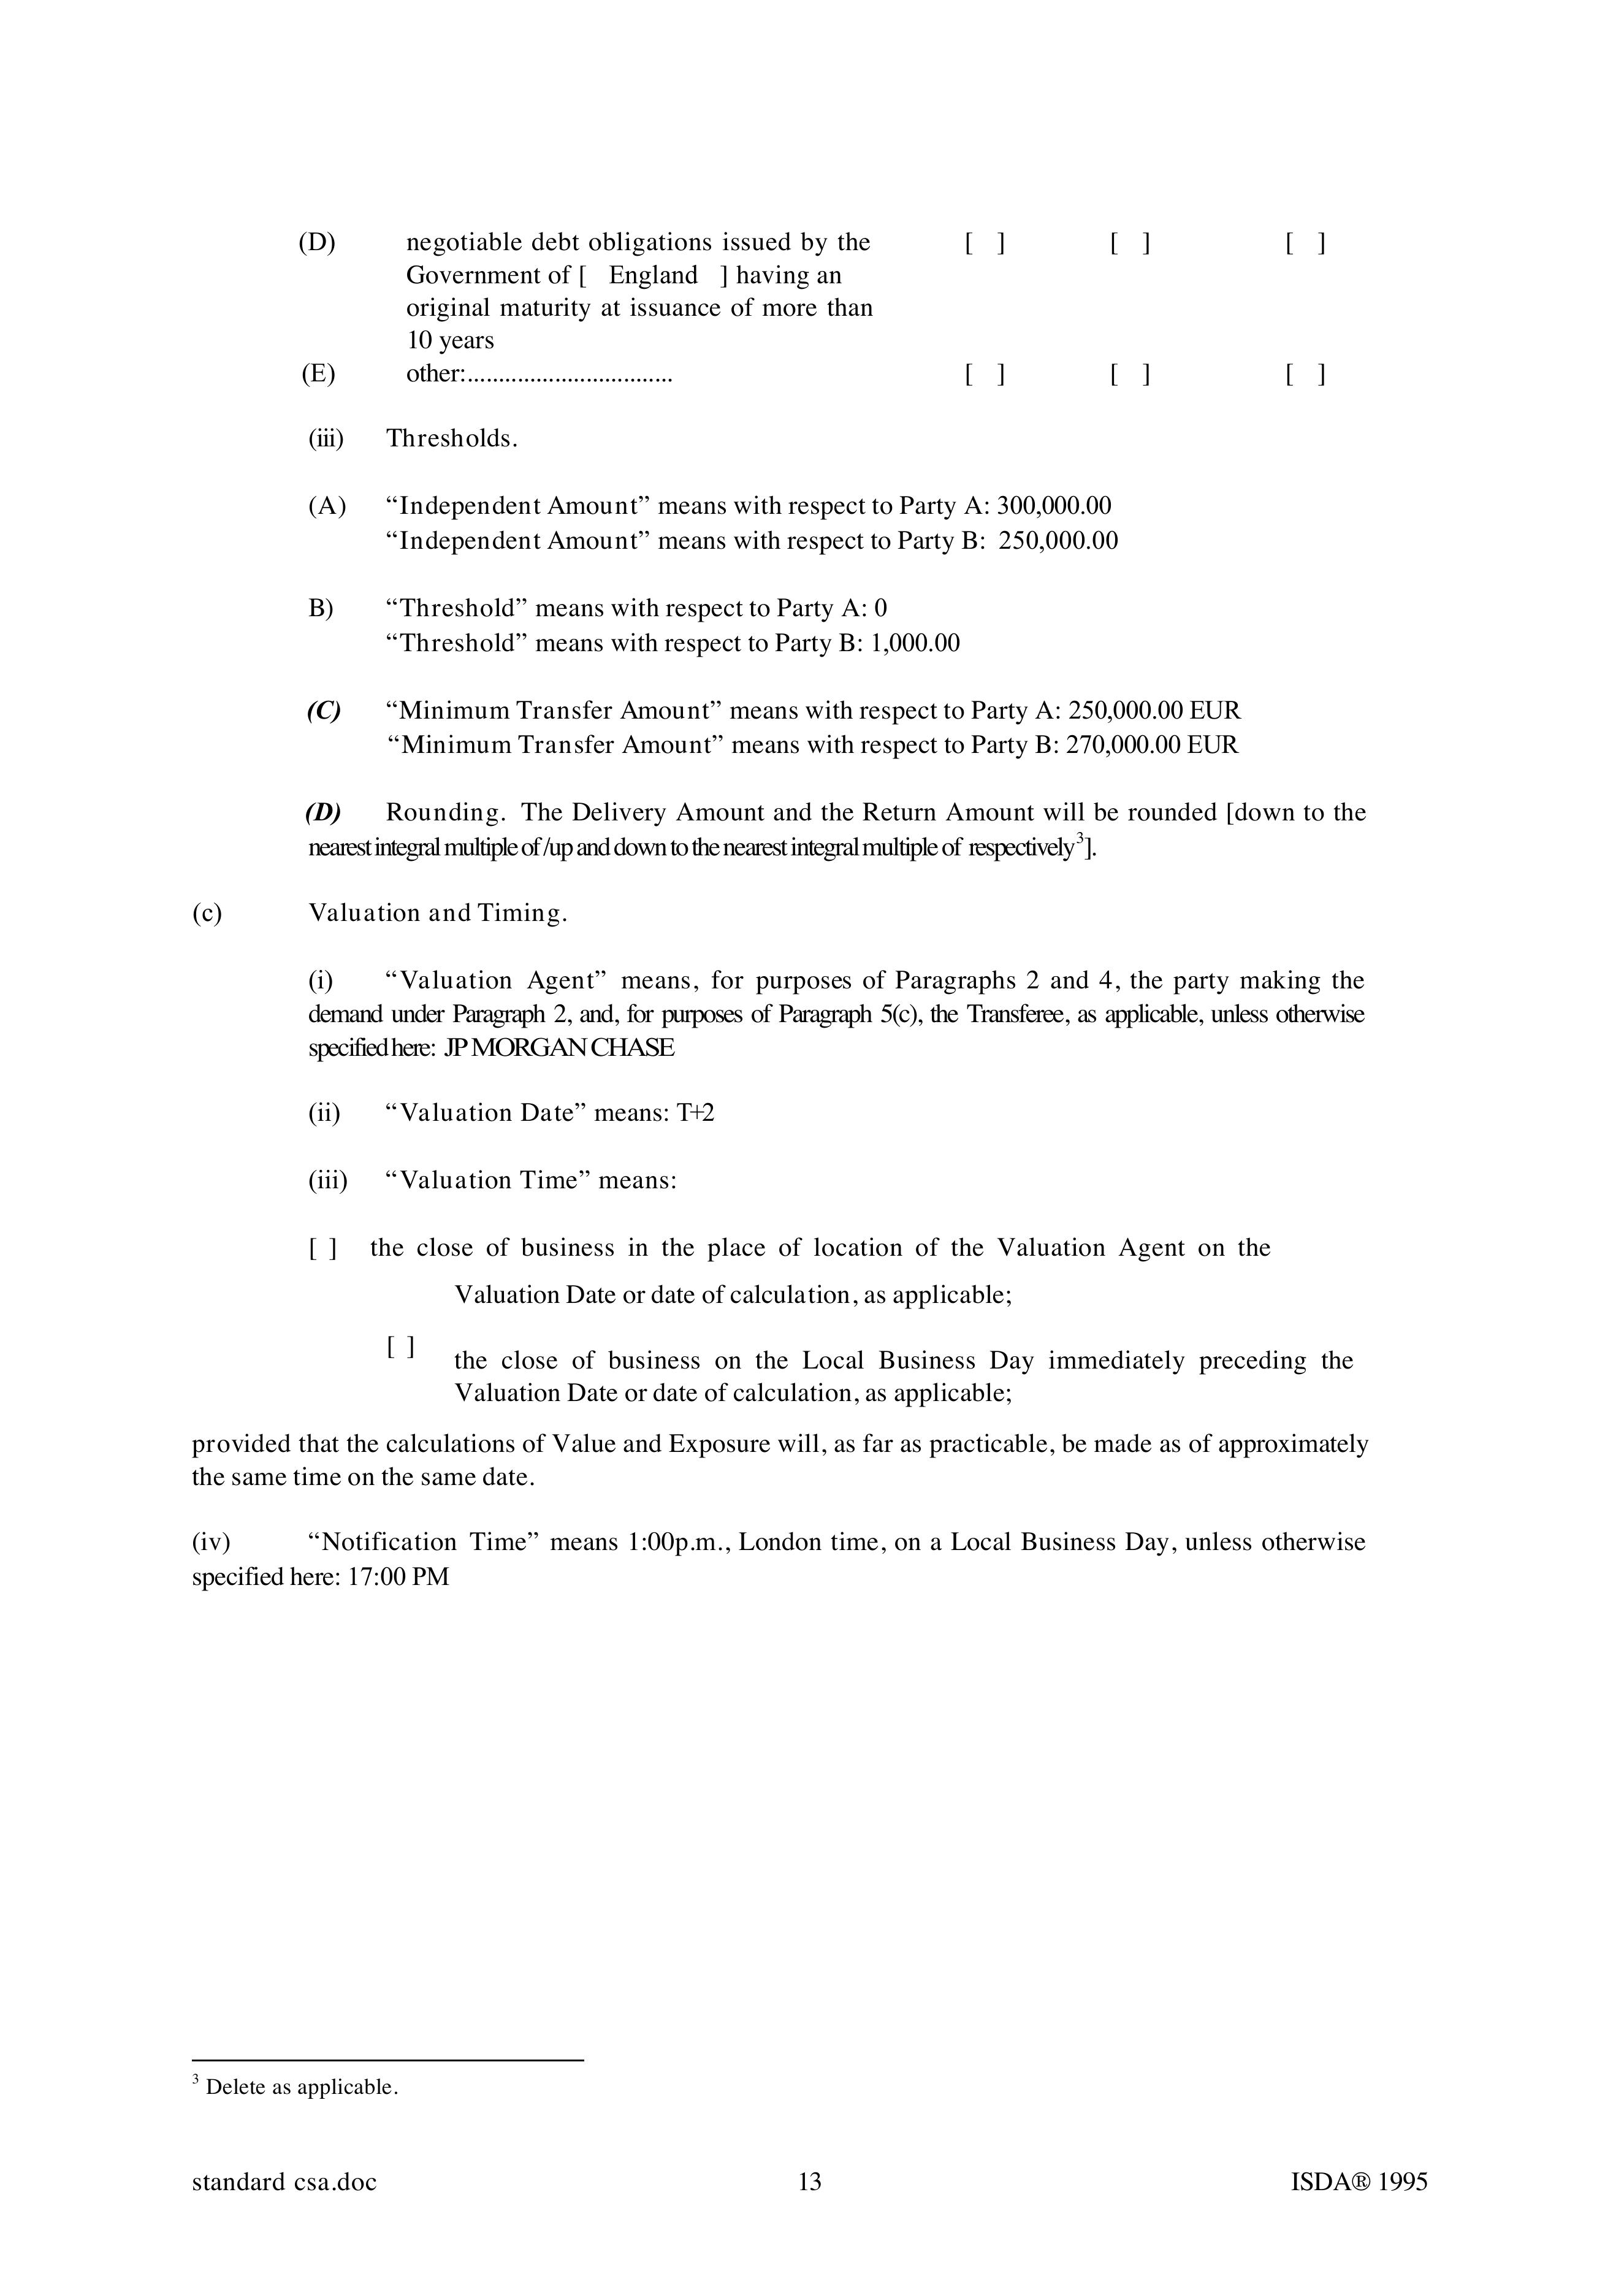 (D) negotiable debt obligations issued by the [ ] [ ] [ ]
Government of [ England ] having an
original maturity at issuance of more than
10 years
(E) other:................................. [ ] [ ] [ ]
(iii) Thresholds.
(A) “Independent Amount” means with respect to Party A: 300,000.00
“Independent Amount” means with respect to Party B: 250,000.00
B) “Threshold” means with respect to Party A: 0
“Threshold” means with respect to Party B: 1,000.00
(C) “Minimum Transfer Amount” means with respect to Party A: 250,000.00 EUR
“Minimum Transfer Amount” means with respect to Party B: 270,000.00 EUR
(D) Rounding. The Delivery Amount and the Return Amount will be rounded [down to the
nearest integral multiple of /up and down to the nearest integral multiple of respectively³].
(c) Valuation and Timing.
(i) “Valuation Agent” means, for purposes of Paragraphs 2 and 4, the party making the
demand under Paragraph 2, and, for purposes of Paragraph 5(c), the Transferee, as applicable, unless otherwise
specified here: JP MORGAN CHASE
(ii) “Valuation Date” means: T+2
(iii) “Valuation Time” means:
[ ] the close of business in the place of location of the Valuation Agent on the
Valuation Date or date of calculation, as applicable;
[ ] the close of business on the Local Business Day immediately preceding the
Valuation Date or date of calculation, as applicable;
provided that the calculations of Value and Exposure will, as far as practicable, be made as of approximately
the same time on the same date.
(iv) “Notification Time” means 1:00p.m., London time, on a Local Business Day, unless otherwise
specified here: 17:00 PM
³ Delete as applicable.
standard csa.doc 13 ISDA® 1995